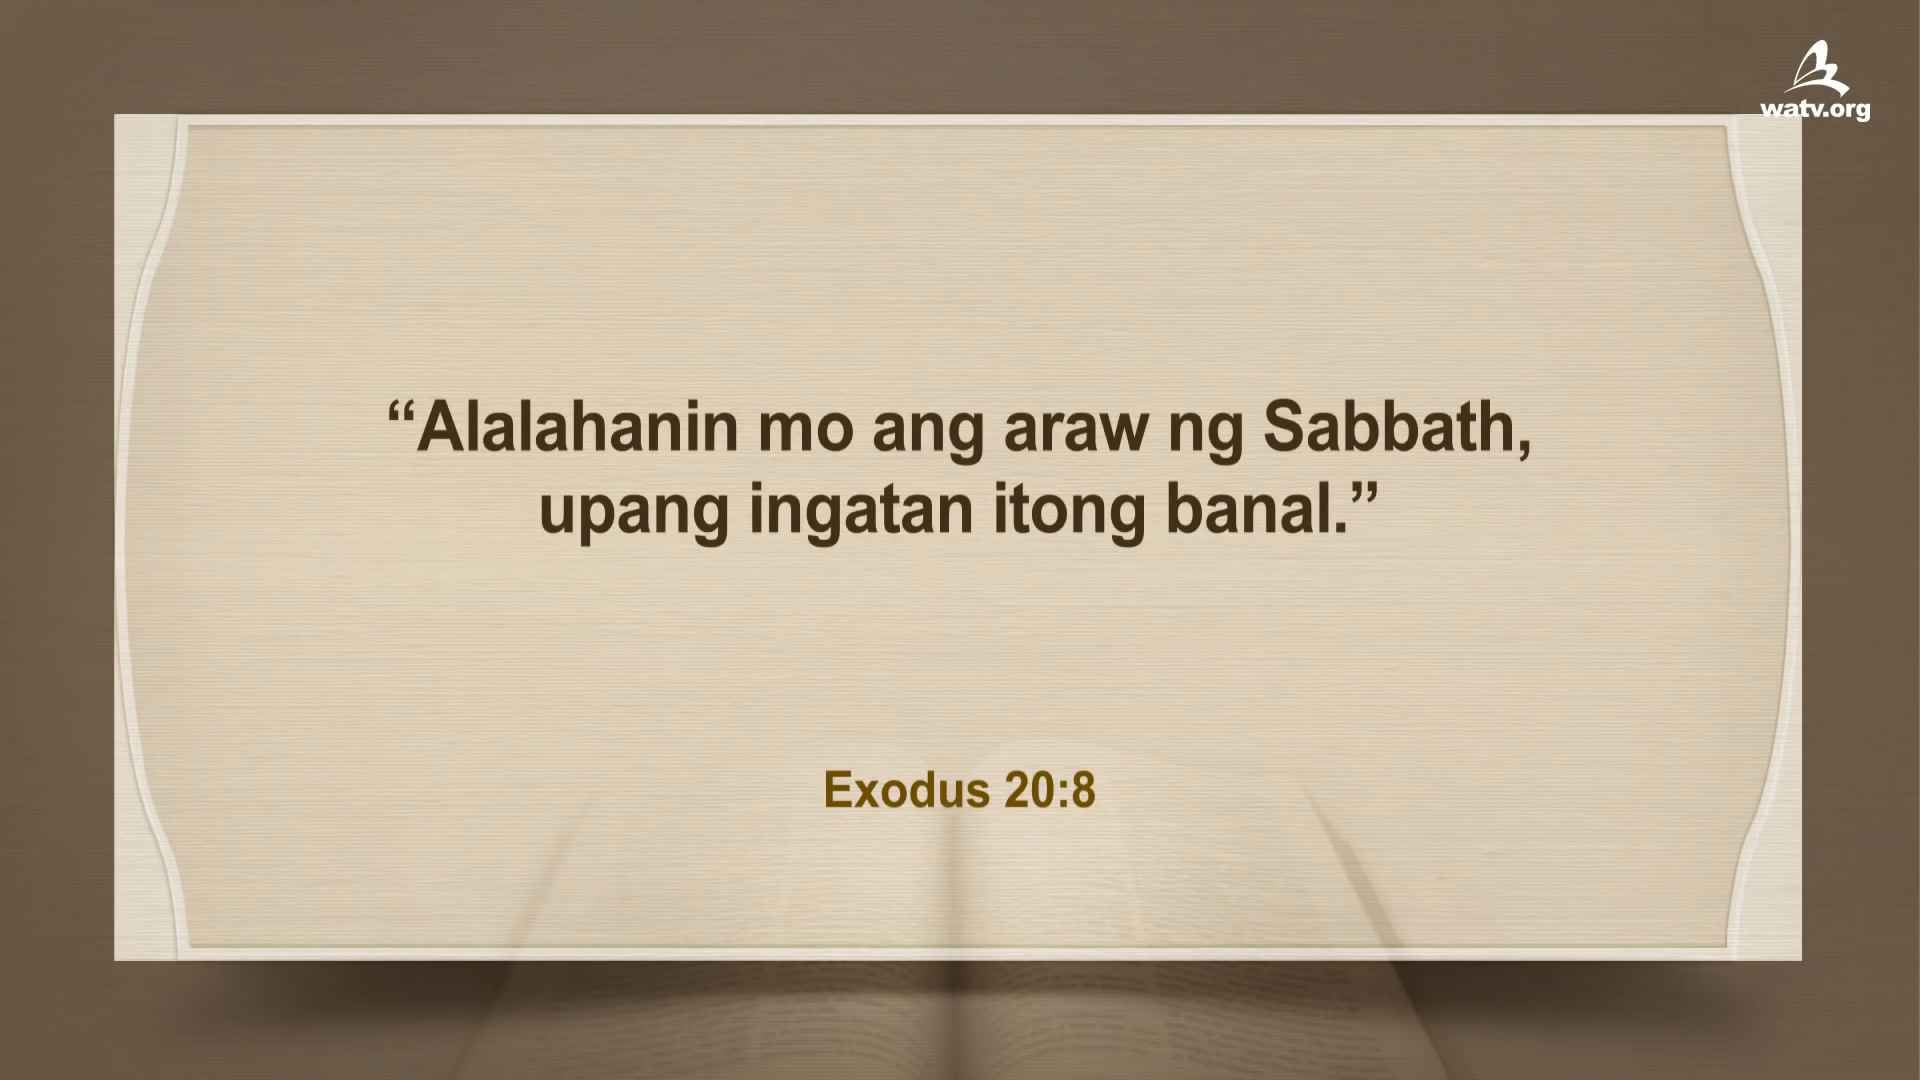 watv.org
“Alalahanin mo ang araw ng Sabbath,
upang ingatan itong banal.”
Exodus 20:8